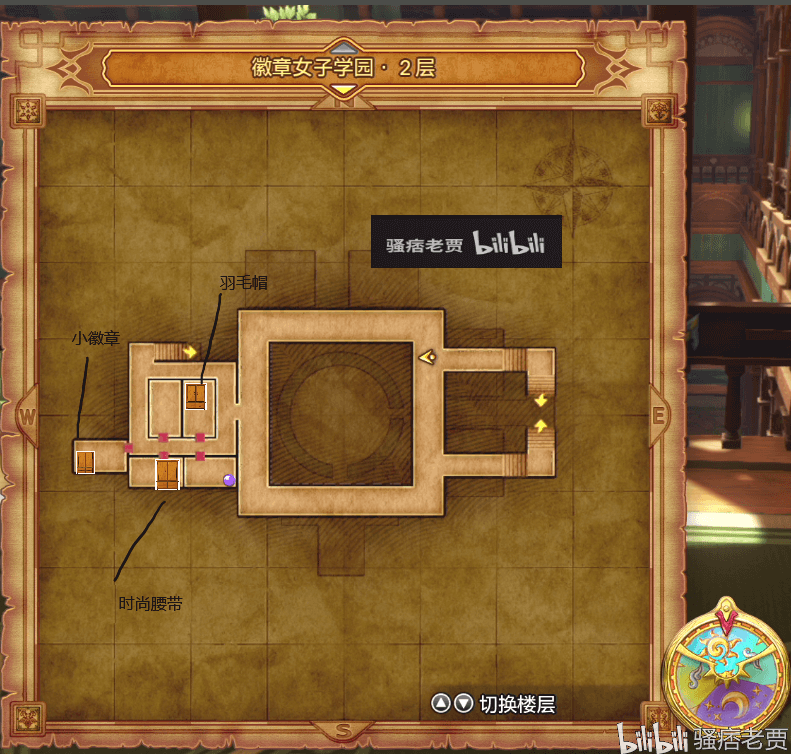 徽章女子学园·2层
N
骚痞老贾 bilibili
羽毛帽
小徽章
W
E
时尚腰带
切换楼层
S
bilibili 骚痞老贾